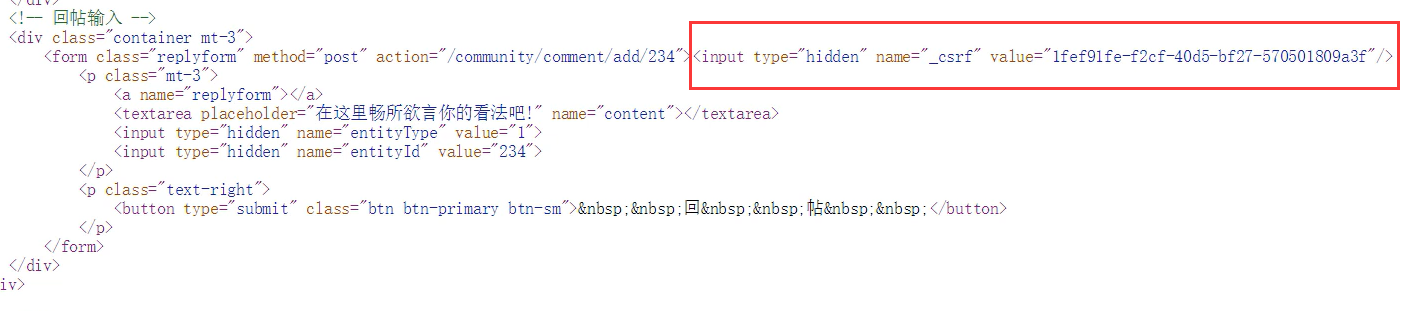 </div>
<!-- 回帖输入 -->
<div class="container mt-3">
<form class="replyform" method="post" action="/community/comment/add/234"><input type="hidden" name="_csrf" value="1fef91fe-f2cf-40d5-bf27-570501809a3f"/>
<p class="mt-3">
<a name="replyform"></a>
<textarea placeholder="在这里畅所欲言你的看法吧!" name="content"></textarea>
<input type="hidden" name="entityType" value="1">
<input type="hidden" name="entityId" value="234">
</p>
<p class="text-right">
<button type="submit" class="btn btn-primary btn-sm">&nbsp;&nbsp;回&nbsp;&nbsp;帖&nbsp;&nbsp;</button>
</p>
</form>
</div>
iv>